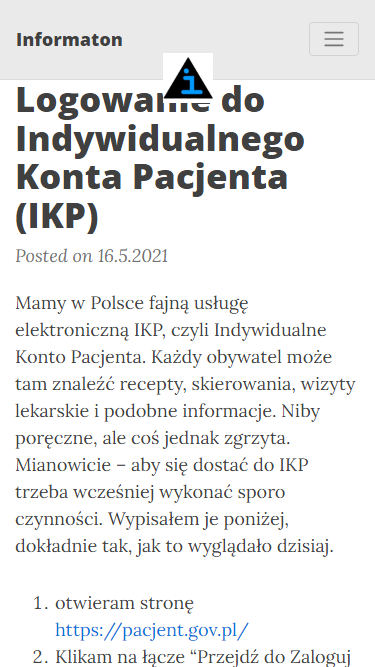 Informaton
i
Logowanie do
Indywidualnego
Konta Pacjenta
(IKP)
Posted on 16.5.2021
Mamy w Polsce fajną usługę
elektroniczną IKP, czyli Indywidualne
Konto Pacjenta. Każdy obywatel może
tam znaleźć recepty, skierowania, wizyty
lekarskie i podobne informacje. Niby
poręczne, ale coś jednak zgrzyta.
Mianowicie – aby się dostać do IKP
trzeba wcześniej wykonać sporo
czynności. Wypisałem je poniżej,
dokładnie tak, jak to wyglądało dzisiaj.
1. otwieram stronę
https://pacjent.gov.pl/
2. Klikam na łącze “Przejdź do Zaloguj